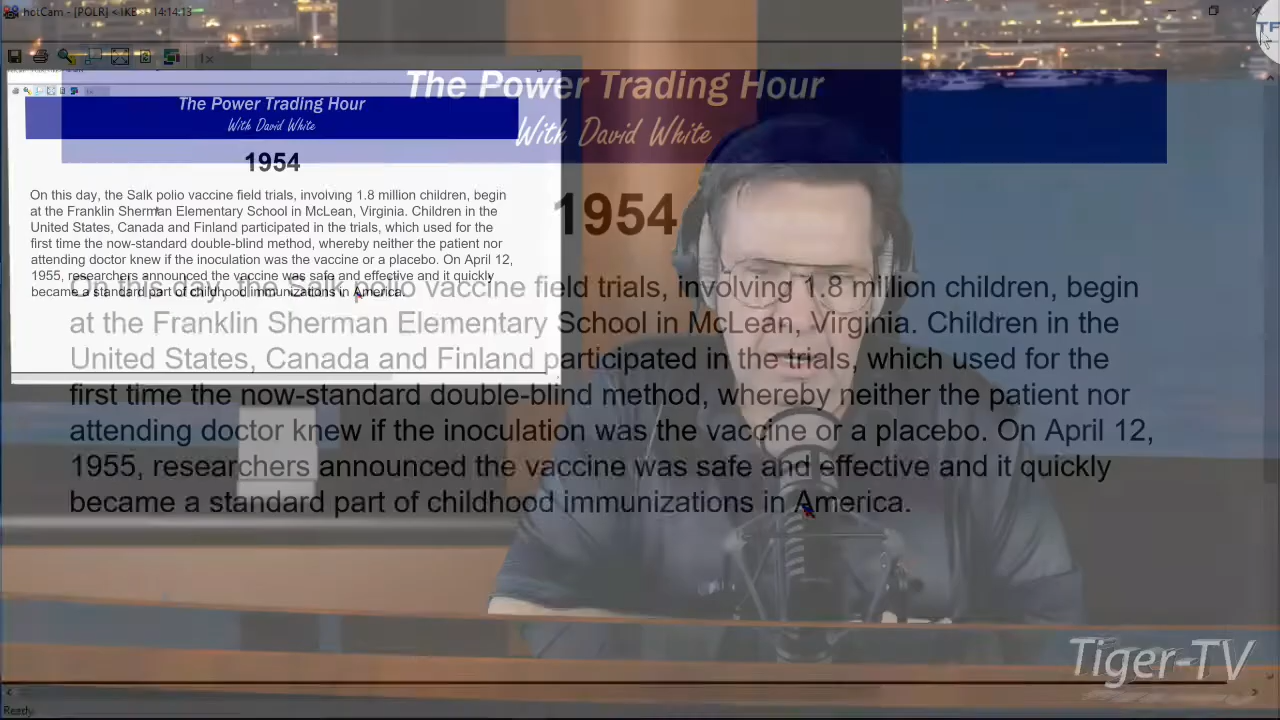 hotCam - [POLR] < IKE> - 14:14:13
TF
1x
The Power Trading Hour
With David White
1954
On this day, the Salk polio vaccine field trials, involving 1.8 million children, begin
at the Franklin Sherman Elementary School in McLean, Virginia. Children in the
United States, Canada and Finland participated in the trials, which used for the
first time the now-standard double-blind method, whereby neither the patient nor
attending doctor knew if the inoculation was the vaccine or a placebo. On April 12,
1955, researchers announced the vaccine was safe and effective and it quickly
became a standard part of childhood immunizations in America.
The Power Trading Hour
With David White
1954
On this day, the Salk polio vaccine field trials, involving 1.8 million children, begin
at the Franklin Sherman Elementary School in McLean, Virginia. Children in the
United States, Canada and Finland participated in the trials, which used for the
first time the now-standard double-blind method, whereby neither the patient nor
attending doctor knew if the inoculation was the vaccine or a placebo. On April 12,
1955, researchers announced the vaccine was safe and effective and it quickly
became a standard part of childhood immunizations in America.
Tiger-TV
Ready